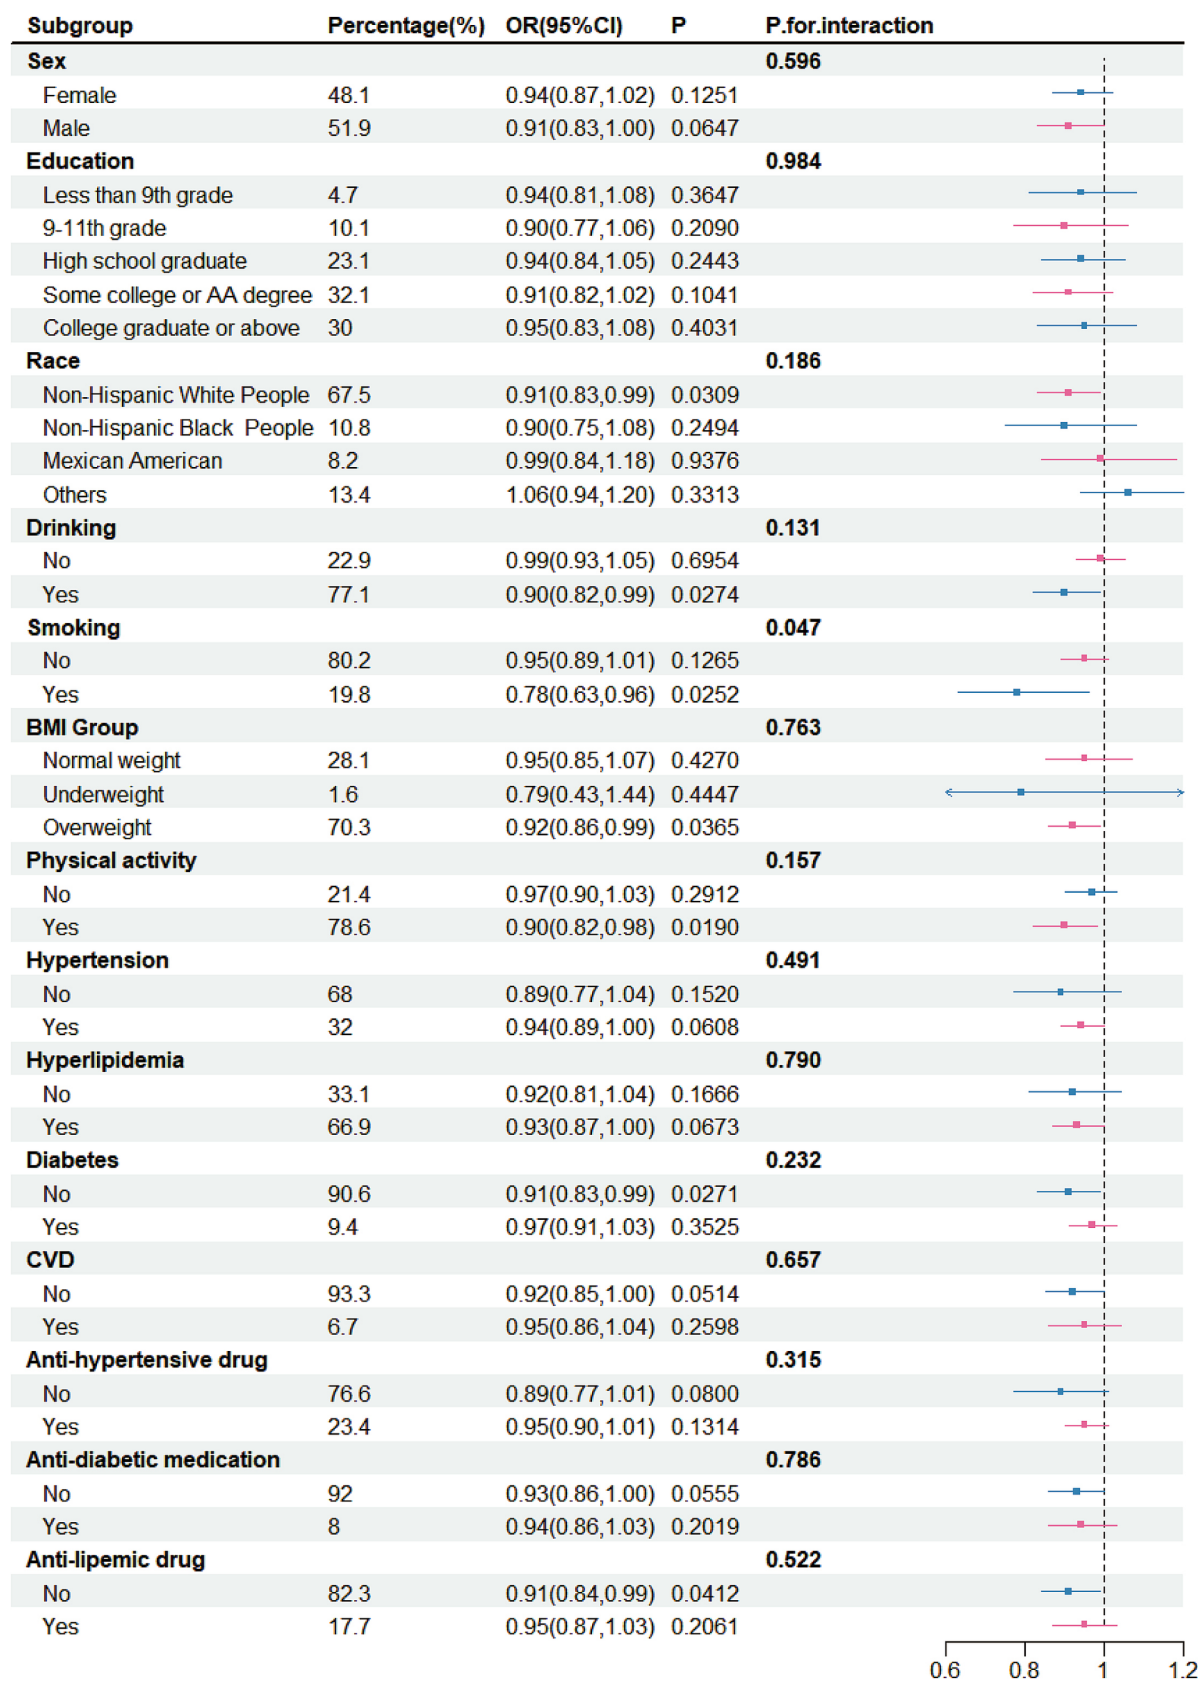 Subgroup Percentage(%) OR(95%CI) P P.for.interaction
Sex 0.596
Female 48.1 0.94(0.87,1.02) 0.1251
Male 51.9 0.91(0.83,1.00) 0.0647
Education 0.984
Less than 9th grade 4.7 0.94(0.81,1.08) 0.3647
9-11th grade 10.1 0.90(0.77,1.06) 0.2090
High school graduate 23.1 0.94(0.84,1.05) 0.2443
Some college or AA degree 32.1 0.91(0.82,1.02) 0.1041
College graduate or above 30 0.95(0.83,1.08) 0.4031
Race 0.186
Non-Hispanic White People 67.5 0.91(0.83,0.99) 0.0309
Non-Hispanic Black People 10.8 0.90(0.75,1.08) 0.2494
Mexican American 8.2 0.99(0.84,1.18) 0.9376
Others 13.4 1.06(0.94,1.20) 0.3313
Drinking 0.131
No 22.9 0.99(0.93,1.05) 0.6954
Yes 77.1 0.90(0.82,0.99) 0.0274
Smoking 0.047
No 80.2 0.95(0.89,1.01) 0.1265
Yes 19.8 0.78(0.63,0.96) 0.0252
BMI Group 0.763
Normal weight 28.1 0.95(0.85,1.07) 0.4270
Underweight 1.6 0.79(0.43,1.44) 0.4447
Overweight 70.3 0.92(0.86,0.99) 0.0365
Physical activity 0.157
No 21.4 0.97(0.90,1.03) 0.2912
Yes 78.6 0.90(0.82,0.98) 0.0190
Hypertension 0.491
No 68 0.89(0.77,1.04) 0.1520
Yes 32 0.94(0.89,1.00) 0.0608
Hyperlipidemia 0.790
No 33.1 0.92(0.81,1.04) 0.1666
Yes 66.9 0.93(0.87,1.00) 0.0673
Diabetes 0.232
No 90.6 0.91(0.83,0.99) 0.0271
Yes 9.4 0.97(0.91,1.03) 0.3525
CVD 0.657
No 93.3 0.92(0.85,1.00) 0.0514
Yes 6.7 0.95(0.86,1.04) 0.2598
Anti-hypertensive drug 0.315
No 76.6 0.89(0.77,1.01) 0.0800
Yes 23.4 0.95(0.90,1.01) 0.1314
Anti-diabetic medication 0.786
No 92 0.93(0.86,1.00) 0.0555
Yes 8 0.94(0.86,1.03) 0.2019
Anti-lipemic drug 0.522
No 82.3 0.91(0.84,0.99) 0.0412
Yes 17.7 0.95(0.87,1.03) 0.2061
0.6 0.8 1 1.2